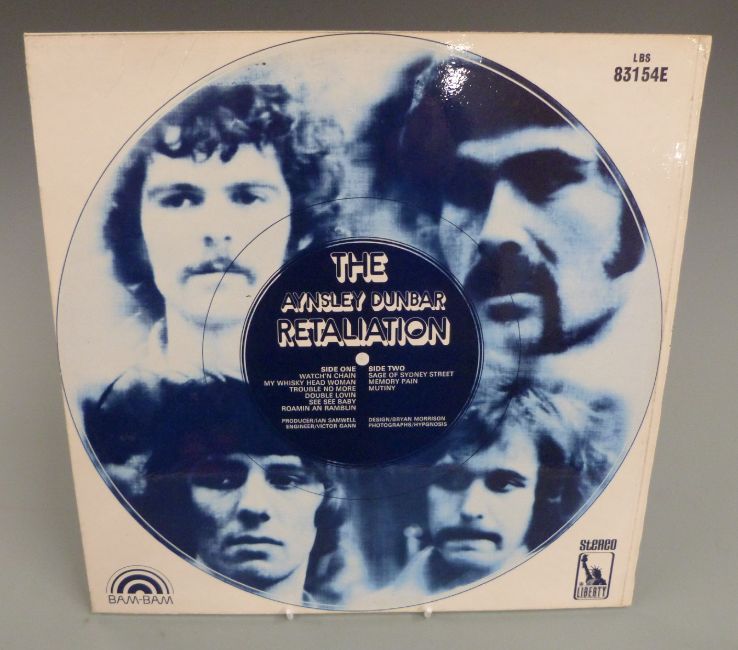 LBS
83154E
THE
AYNSLEY DUNBAR
RETALIATION
SIDE ONE
WATCH'N CHAIN
MY WHISKY HEAD WOMAN
TROUBLE NO MORE
DOUBLE LOVIN
SEE SEE BABY
ROAMIN AN RAMBLIN
SIDE TWO
SAGE OF SYDNEY STREET
MEMORY PAIN
MUTINY
PRODUCER/IAN SAMWELL
ENGINEER/VICTOR GANN
DESIGN/BRYAN MORRISON
PHOTOGRAPHS/HYPGNOSIS
BAM-BAM
STEREO
LIBERTY